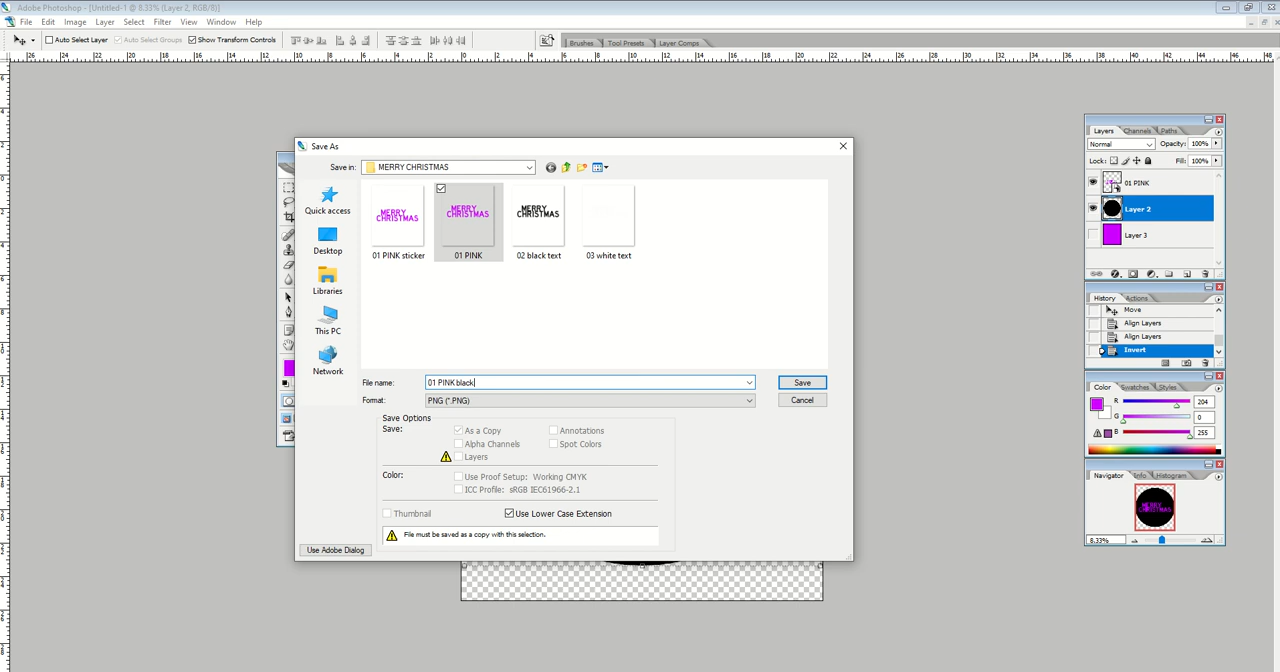 Adobe Photoshop - [Untitled-1 @ 8.33% (Layer 2, RGB/8)]
File Edit Image Layer Select Filter View Window Help
Auto Select Layer Auto Select Groups Show Transform Controls Brushes Tool Presets Layer Comps
Save As
Save in: MERRY CHRISTMAS
Quick access
Desktop
Libraries
This PC
Network
MERRY
CHRISTMAS
01 PINK sticker
MERRY
CHRISTMAS
01 PINK
MERRY
CHRISTMAS
02 black text
03 white text
File name: 01 PINK black
Save
Format: PNG (*.PNG)
Cancel
Save Options
Save: As a Copy Annotations
Alpha Channels Spot Colors
Layers
Color: Use Proof Setup: Working CMYK
ICC Profile: sRGB IEC61966-2.1
Thumbnail Use Lower Case Extension
File must be saved as a copy with this selection.
Use Adobe Dialog
Layers Channels Paths
Normal Opacity: 100%
Lock: Fill: 100%
01 PINK
Layer 2
Layer 3
History Actions
Move
Align Layers
Align Layers
Invert
Color Swatches Styles
R 204
G 0
B 255
Navigator Info Histogram
MERRY
CHRISTMAS
8.33%